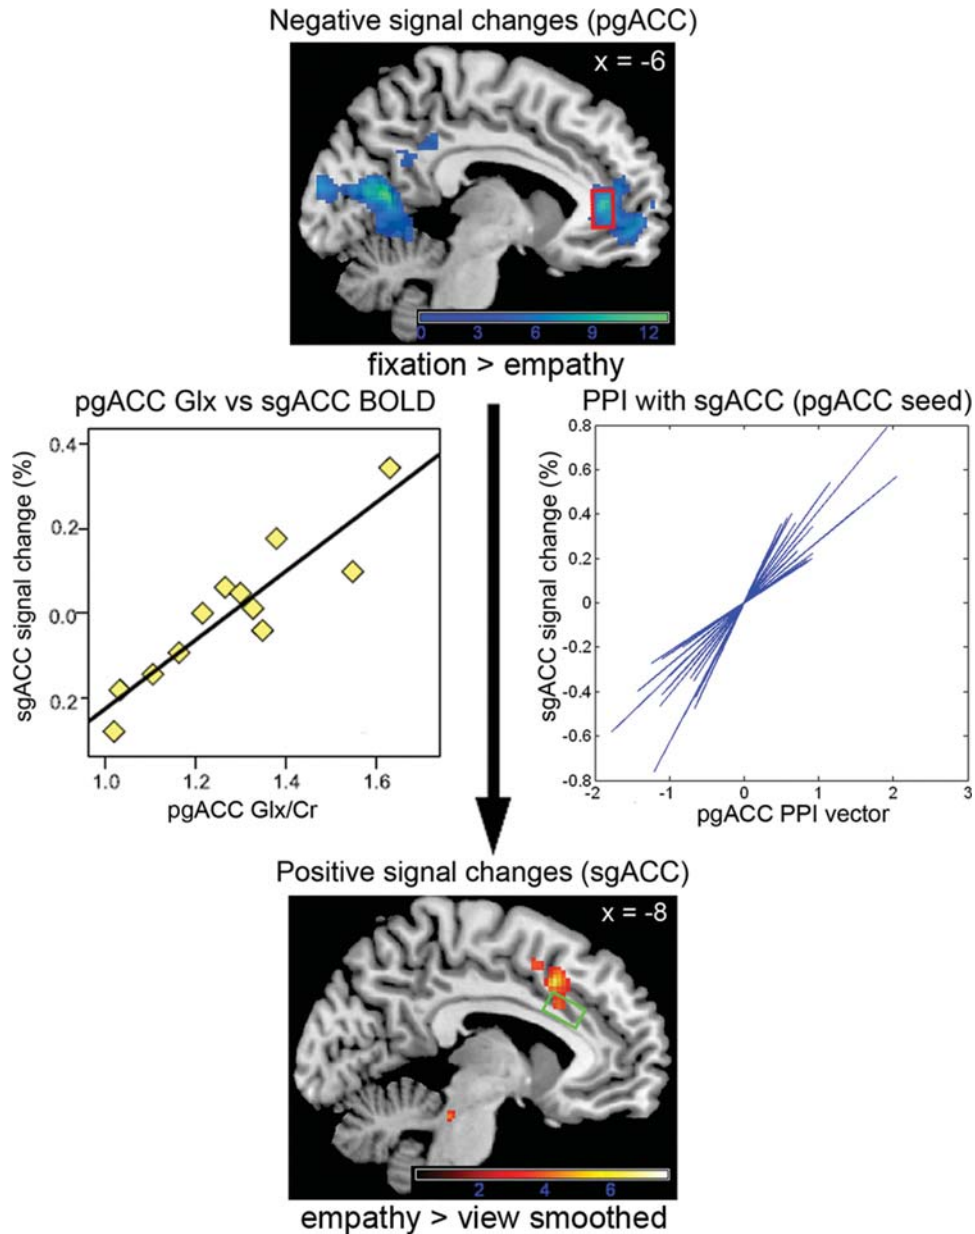 Negative signal changes (pgACC)
x = -6
0 3 6 9 12
fixation > empathy
pgACC Glx vs sgACC BOLD
sgACC signal change (%)
0.4
0.2
0.0
0.2
1.0 1.2 1.4 1.6
pgACC Glx/Cr
PPI with sgACC (pgACC seed)
sgACC signal change (%)
0.8
0.6
0.4
0.2
0
-0.2
-0.4
-0.6
-0.8
-2 -1 0 1 2 3
pgACC PPI vector
Positive signal changes (sgACC)
x = -8
2 4 6
empathy > view smoothed